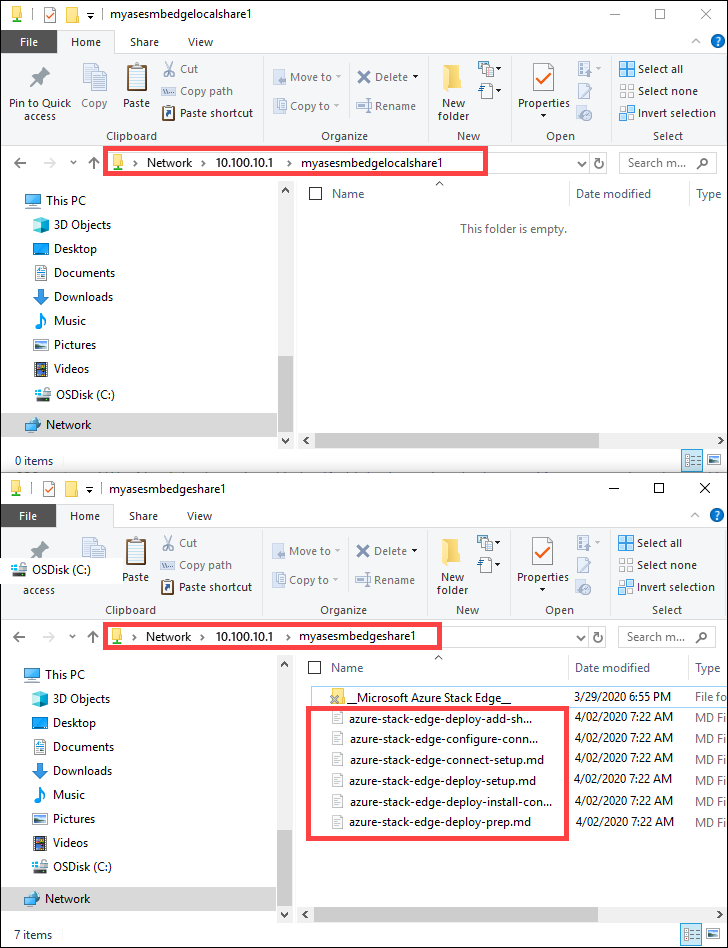 myasesmbedgelocalshare1
File Home Share View
Pin to Quick access
Copy
Paste
Cut
Copy path
Paste shortcut
Clipboard
Move to
Copy to
Delete
Rename
Organize
New folder
New
Properties
Open
Select all
Select none
Invert selection
Select
Network > 10.100.10.1 > myasesmbedgelocalshare1
Search m...
This PC
3D Objects
Desktop
Documents
Downloads
Music
Pictures
Videos
OSDisk (C:)
Network
Name Date modified Type
This folder is empty.
0 items
myasesmbedgeshare1
File Home Share View
OSDisk (C:)
access
Paste
Cut
Copy path
Paste shortcut
Clipboard
Move to
Copy to
Delete
Rename
Organize
New folder
New
Properties
Open
Select all
Select none
Invert selection
Select
Network > 10.100.10.1 > myasesmbedgeshare1
Search m...
This PC
3D Objects
Desktop
Documents
Downloads
Music
Pictures
Videos
OSDisk (C:)
Network
Name Date modified Type
__Microsoft Azure Stack Edge__ 3/29/2020 6:55 PM File fo
azure-stack-edge-deploy-add-sh... 4/02/2020 7:22 AM MD Fi
azure-stack-edge-configure-conn... 4/02/2020 7:22 AM MD Fi
azure-stack-edge-connect-setup.md 4/02/2020 7:22 AM MD Fi
azure-stack-edge-deploy-setup.md 4/02/2020 7:22 AM MD Fi
azure-stack-edge-deploy-install-con... 4/02/2020 7:22 AM MD Fi
azure-stack-edge-deploy-prep.md 4/02/2020 7:22 AM MD Fi
7 items